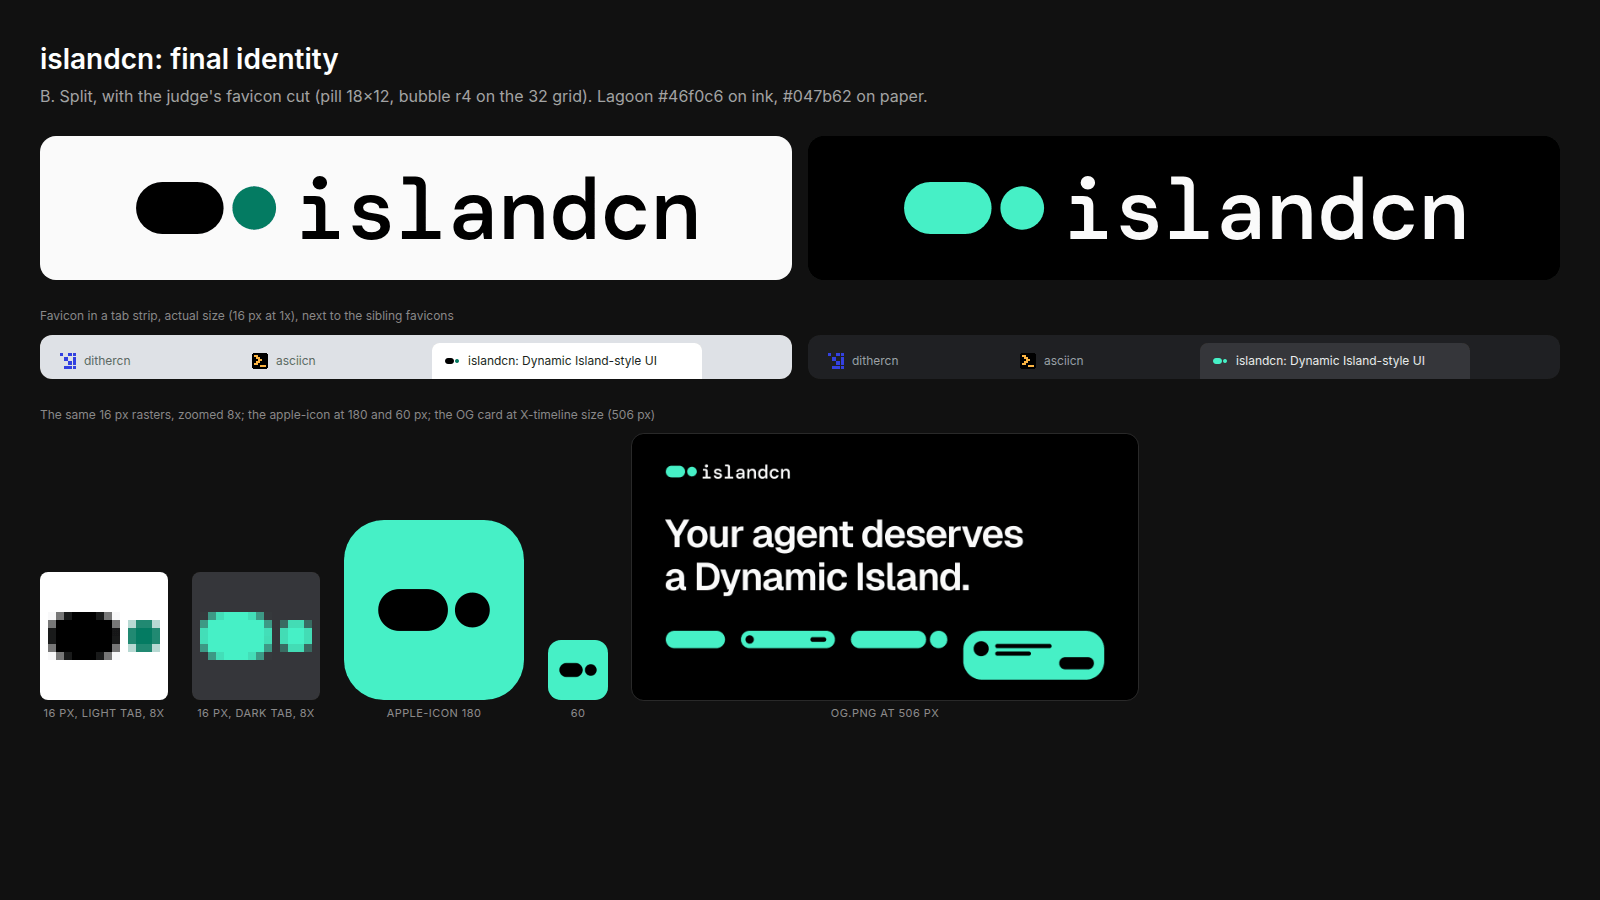 islandcn: final identity
B. Split, with the judge's favicon cut (pill 18×12, bubble r4 on the 32 grid). Lagoon #46f0c6 on ink, #047b62 on paper.
islandcn
islandcn
Favicon in a tab strip, actual size (16 px at 1x), next to the sibling favicons
dithercn
asciicn
islandcn: Dynamic Island-style UI
dithercn
asciicn
islandcn: Dynamic Island-style UI
The same 16 px rasters, zoomed 8x; the apple-icon at 180 and 60 px; the OG card at X-timeline size (506 px)
islandcn
Your agent deserves
a Dynamic Island.
16 PX, LIGHT TAB, 8X
16 PX, DARK TAB, 8X
APPLE-ICON 180
60
OG.PNG AT 506 PX